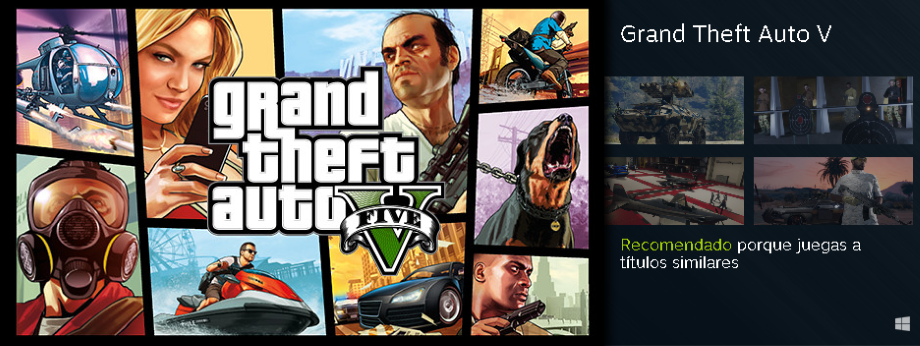 grand
theft
auto
FIVE
V
Grand Theft Auto V
Recomendado porque juegas a
títulos similares